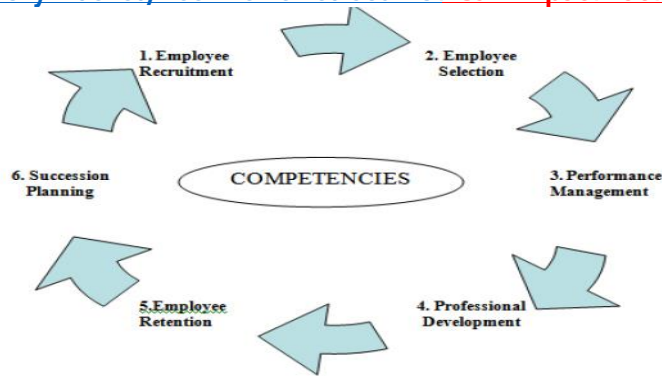 1. Employee
Recruitment
2. Employee
Selection
3. Performance
Management
4. Professional
Development
5.Employee
Retention
6. Succession
Planning
COMPETENCIES